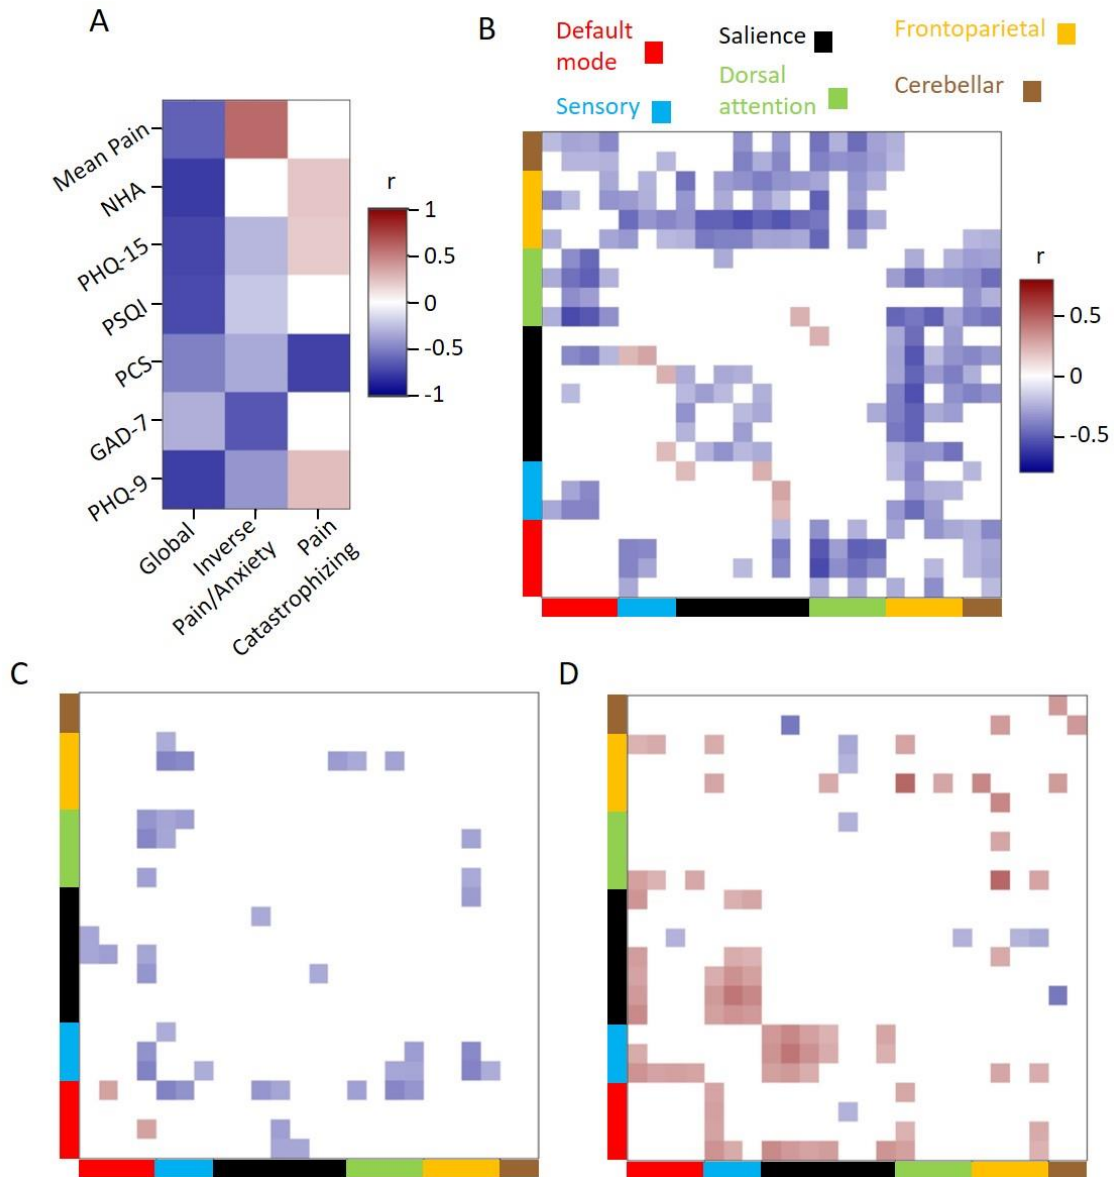 A
Mean Pain
NHA
PHQ-15
PSQI
PCS
GAD-7
PHQ-9
Global
Inverse
Pain/Anxiety
Pain
Catastrophizing
r
1
0.5
0
-0.5
-1
B
Default
mode
Salience
Frontoparietal
Sensory
Dorsal
attention
Cerebellar
r
0.5
0
-0.5
C
D